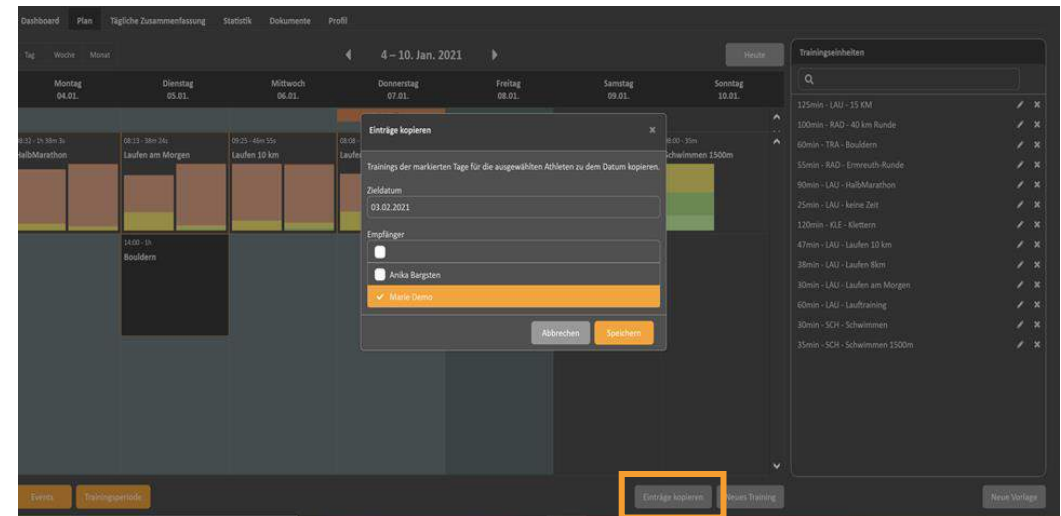 Dashboard Plan Tägliche Zusammenfassung Statistik Dokumente Profil
Tag Woche Monat 4 – 10. Jan. 2021 Heute
Montag Dienstag Mittwoch Donnerstag Freitag Samstag Sonntag
04.01. 05.01. 06.01. 07.01. 08.01. 09.01. 10.01.
08:13 - 38m 24s 09:25 - 46m 55s
Laufen am Morgen Laufen 10 km
HalbMarathon
14:00 - 1h
Bouldern
Einträge kopieren
Trainings der markierten Tage für die ausgewählten Athleten zu dem Datum kopieren.
Zieldatum
03.02.2021
Empfänger
Anika Bargsten
Marie Demo
Abbrechen Speichern
Schwimmen 1500m
Trainingseinheiten
125min - LAU - 15 KM
100min - RAD - 40 km Runde
60min - TRA - Bouldern
55min - RAD - Ermreuth-Runde
90min - LAU - HalbMarathon
25min - LAU - keine Zeit
120min - KLE - Klettern
47min - LAU - Laufen 10 km
38min - LAU - Laufen 8km
30min - LAU - Laufen am Morgen
60min - LAU - Lauftraining
30min - SCH - Schwimmen
35min - SCH - Schwimmen 1500m
Events Trainingsperiode Einträge kopieren Neues Training Neue Vorlage